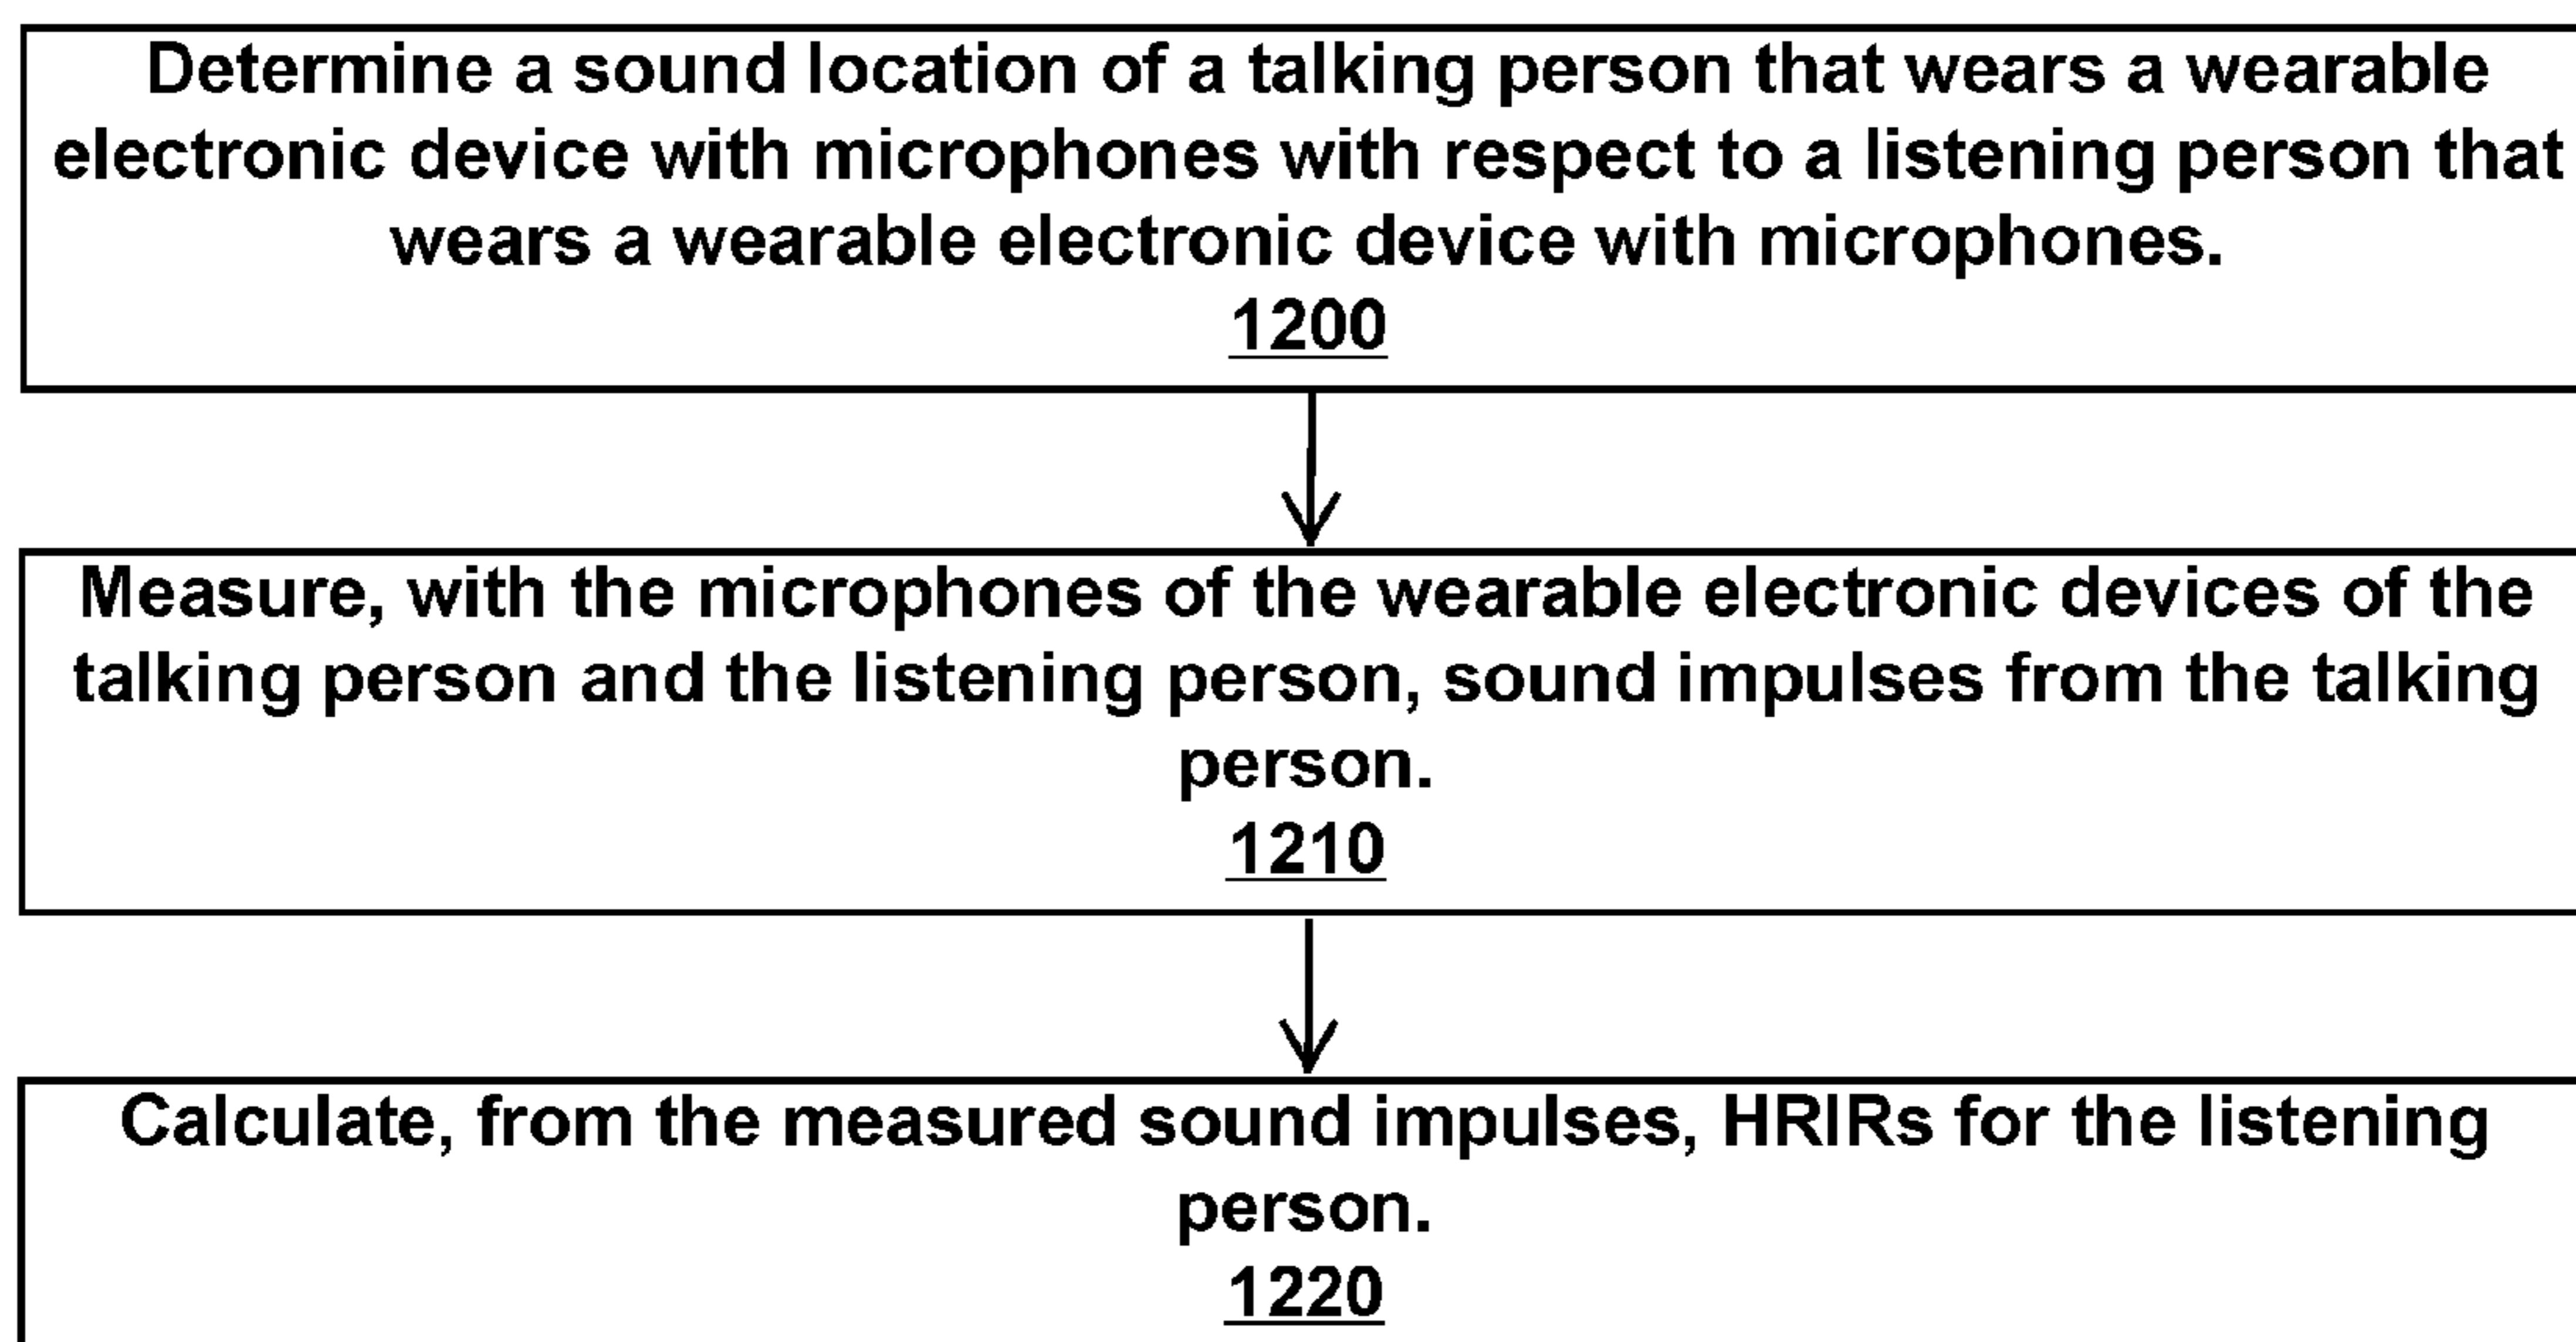 Determine a sound location of a talking person that wears a wearable
electronic device with microphones with respect to a listening person that
wears a wearable electronic device with microphones.
1200
Measure, with the microphones of the wearable electronic devices of the
talking person and the listening person, sound impulses from the talking
person.
1210
Calculate, from the measured sound impulses, HRIRs for the listening
person.
1220